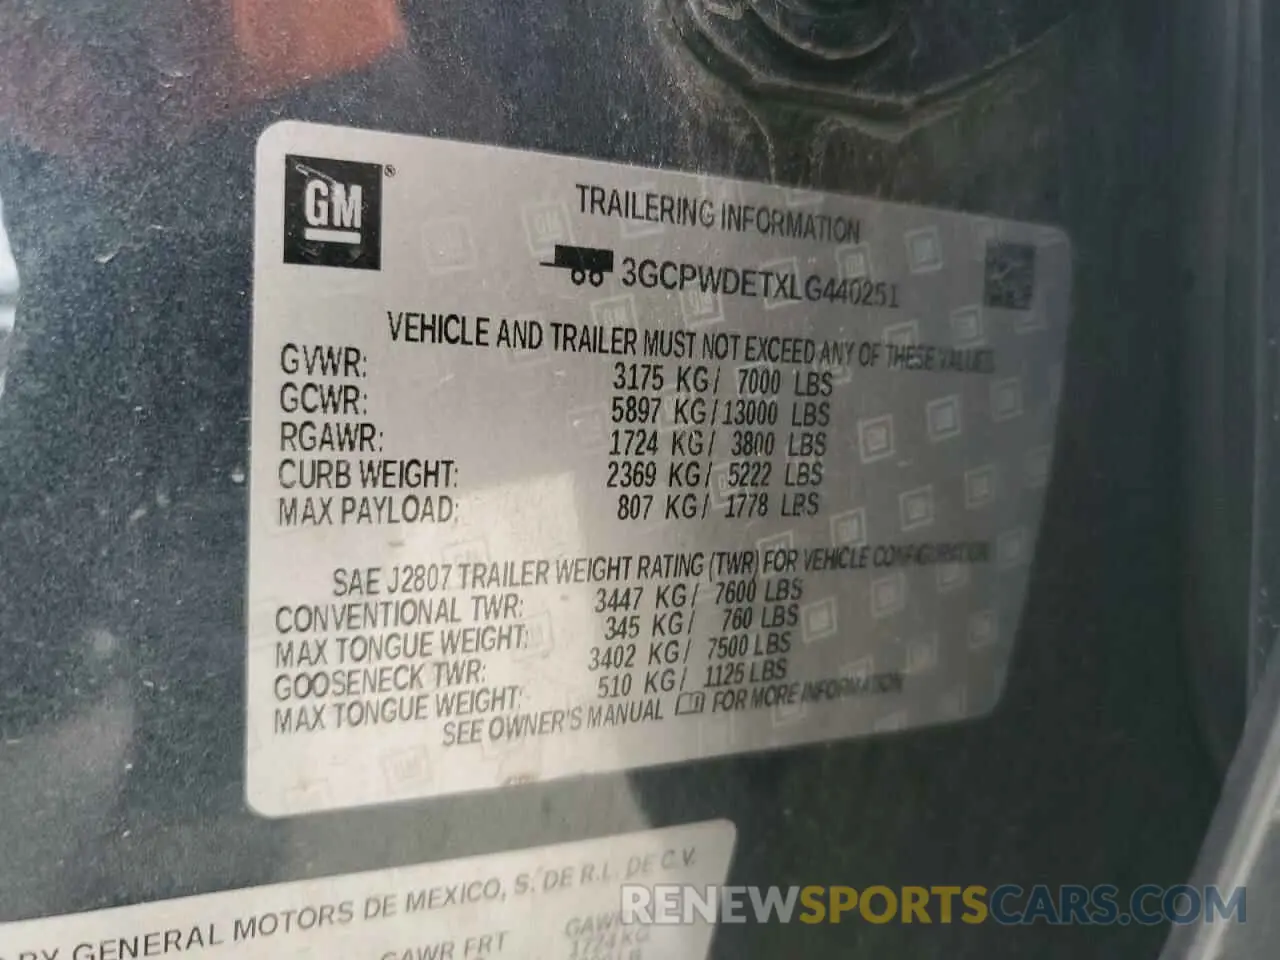 GM ®
TRAILERING INFORMATION
3GCPWDETXLG440251
VEHICLE AND TRAILER MUST NOT EXCEED ANY OF THESE VALUES
GVWR: 3175 KG/ 7000 LBS
GCWR: 5897 KG/13000 LBS
RGAWR: 1724 KG/ 3800 LBS
CURB WEIGHT: 2369 KG/ 5222 LBS
MAX PAYLOAD: 807 KG/ 1778 LBS
SAE J2807 TRAILER WEIGHT RATING (TWR) FOR VEHICLE CONFIGURATION
CONVENTIONAL TWR: 3447 KG/ 7600 LBS
MAX TONGUE WEIGHT: 345 KG/ 760 LBS
GOOSENECK TWR: 3402 KG/ 7500 LBS
MAX TONGUE WEIGHT: 510 KG/ 1125 LBS
SEE OWNER'S MANUAL FOR MORE INFORMATION
BY GENERAL MOTORS DE MEXICO, S. DE R.L. DE C.V.
GAWR FRT
1724 KG
RENEWSPORTSCARS.COM